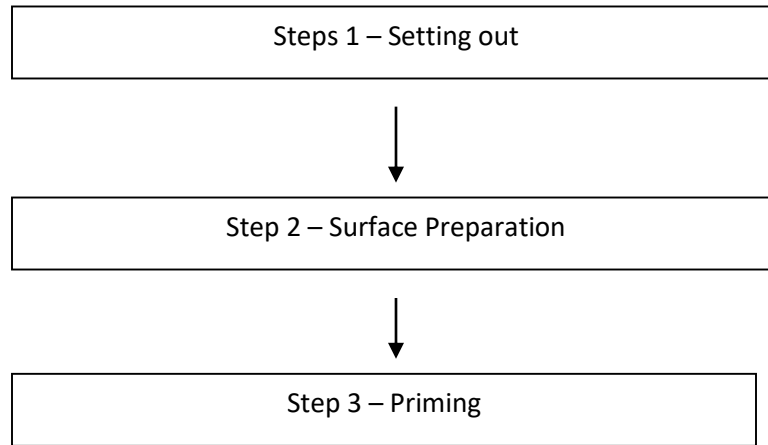 Steps 1 – Setting out
Step 2 – Surface Preparation
Step 3 – Priming